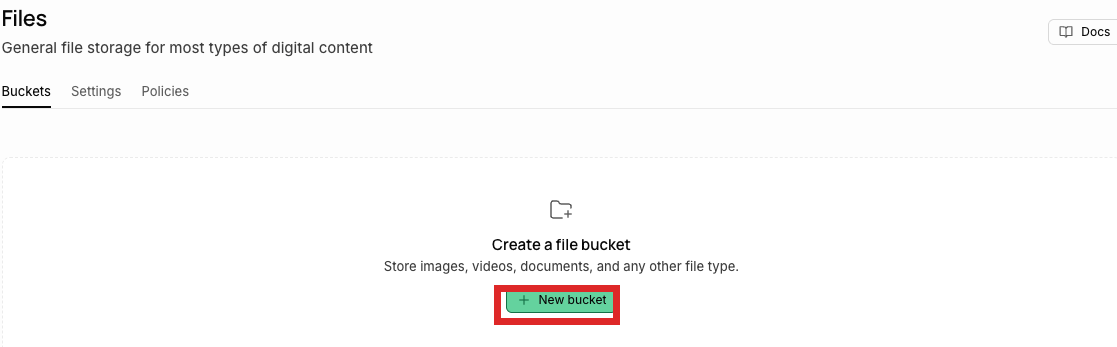 Files
General file storage for most types of digital content
Docs
Buckets Settings Policies
Create a file bucket
Store images, videos, documents, and any other file type.
New bucket